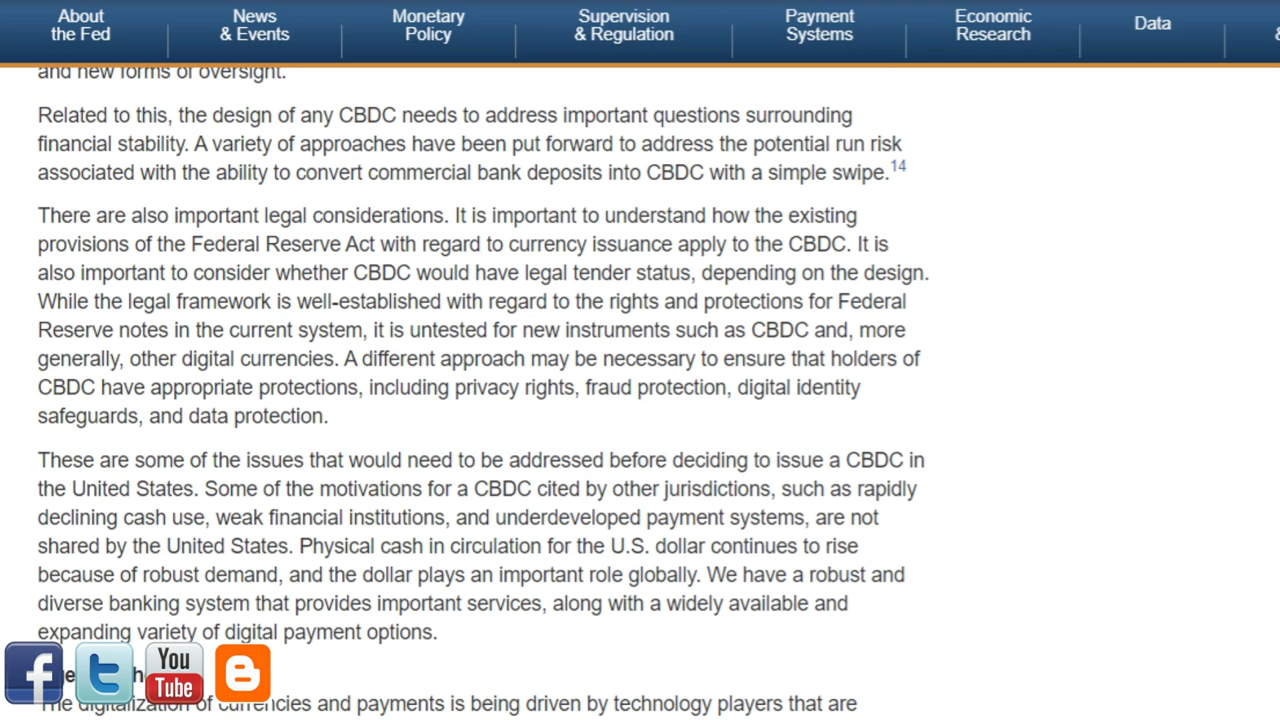 About
the Fed
News
& Events
Monetary
Policy
Supervision
& Regulation
Payment
Systems
Economic
Research
Data
&
and new forms of oversight.
Related to this, the design of any CBDC needs to address important questions surrounding
financial stability. A variety of approaches have been put forward to address the potential run risk
associated with the ability to convert commercial bank deposits into CBDC with a simple swipe.14
There are also important legal considerations. It is important to understand how the existing
provisions of the Federal Reserve Act with regard to currency issuance apply to the CBDC. It is
also important to consider whether CBDC would have legal tender status, depending on the design.
While the legal framework is well-established with regard to the rights and protections for Federal
Reserve notes in the current system, it is untested for new instruments such as CBDC and, more
generally, other digital currencies. A different approach may be necessary to ensure that holders of
CBDC have appropriate protections, including privacy rights, fraud protection, digital identity
safeguards, and data protection.
These are some of the issues that would need to be addressed before deciding to issue a CBDC in
the United States. Some of the motivations for a CBDC cited by other jurisdictions, such as rapidly
declining cash use, weak financial institutions, and underdeveloped payment systems, are not
shared by the United States. Physical cash in circulation for the U.S. dollar continues to rise
because of robust demand, and the dollar plays an important role globally. We have a robust and
diverse banking system that provides important services, along with a widely available and
expanding variety of digital payment options.
f
t
You
Tube
B
The digitalization of currencies and payments is being driven by technology players that are